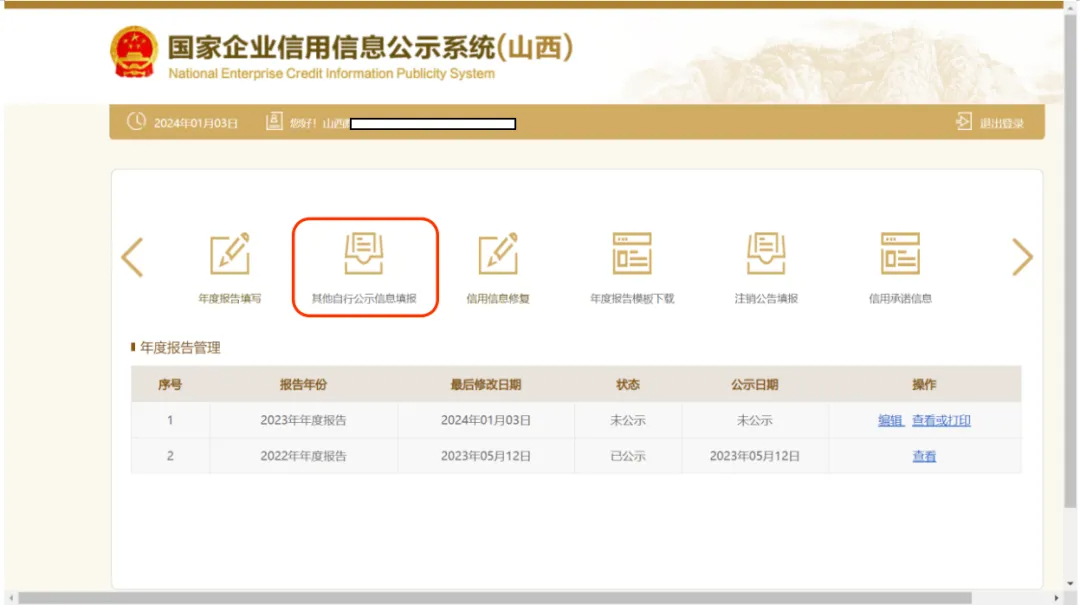 国家企业信用信息公示系统(山西)
National Enterprise Credit Information Publicity System
2024年01月03日 您好！山西 退出登录
年度报告填写 其他自行公示信息填报 信用信息修复 年度报告模板下载 注销公告填报 信用承诺信息
年度报告管理
序号 报告年份 最后修改日期 状态 公示日期 操作
1 2023年年度报告 2024年01月03日 未公示 未公示 编辑 查看或打印
2 2022年年度报告 2023年05月12日 已公示 2023年05月12日 查看